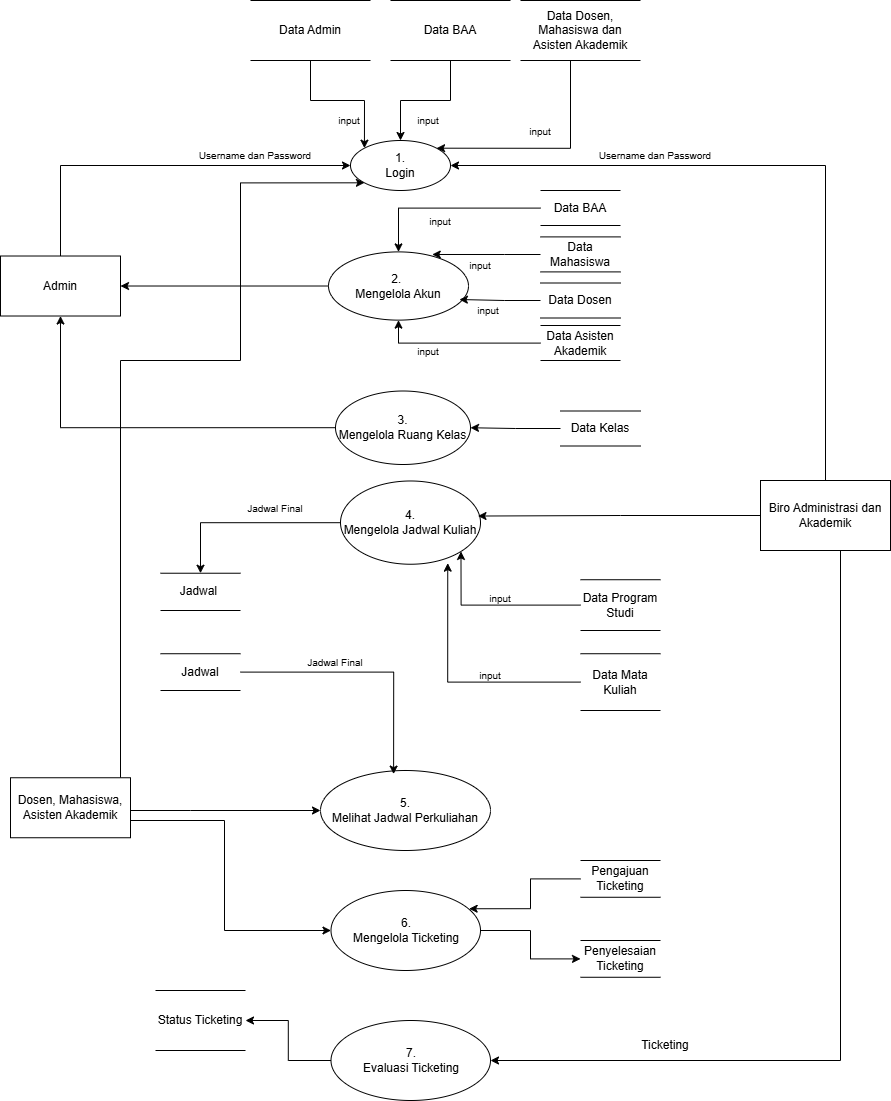 Data Admin
Data BAA
Data Dosen,
Mahasiswa dan
Asisten Akademik
input
input
input
Username dan Password
1.
Login
Username dan Password
Data BAA
input
Data
Mahasiswa
input
2.
Mengelola Akun
Admin
Data Dosen
input
Data Asisten
Akademik
input
3.
Mengelola Ruang Kelas
Data Kelas
Jadwal Final
4.
Mengelola Jadwal Kuliah
Biro Administrasi dan
Akademik
Jadwal
Data Program
Studi
input
Jadwal
Jadwal Final
input
Data Mata
Kuliah
Dosen, Mahasiswa,
Asisten Akademik
5.
Melihat Jadwal Perkuliahan
Pengajuan
Ticketing
6.
Mengelola Ticketing
Penyelesaian
Ticketing
Status Ticketing
7.
Evaluasi Ticketing
Ticketing